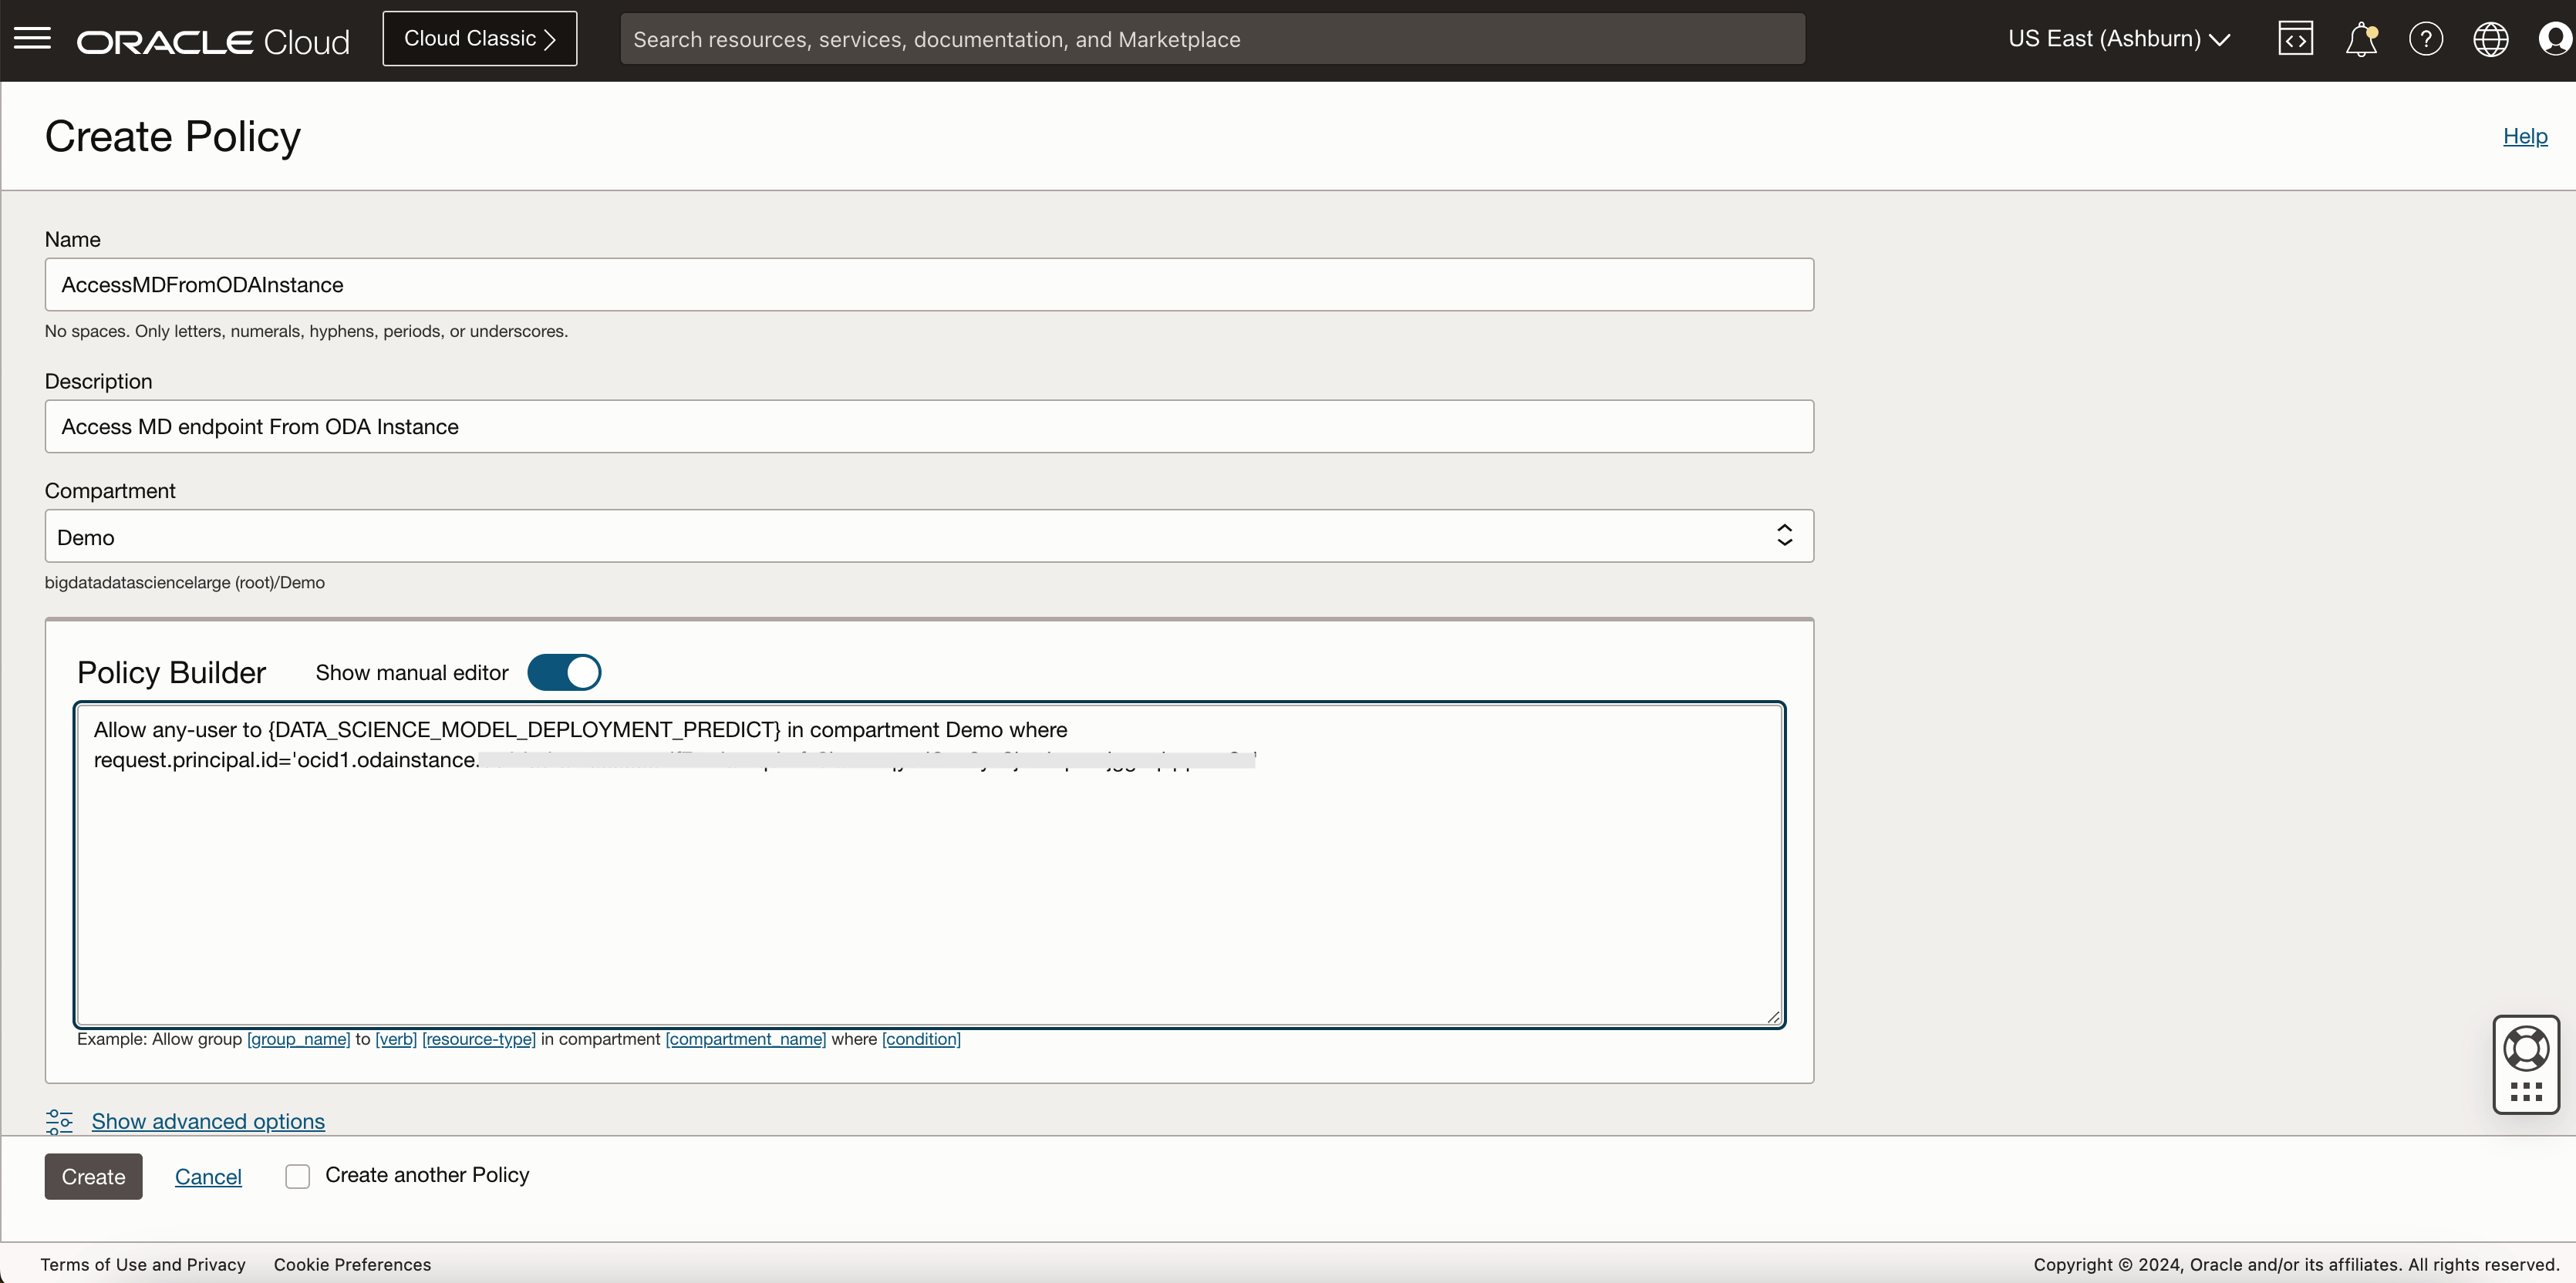 ORACLE Cloud
Cloud Classic
Search resources, services, documentation, and Marketplace
US East (Ashburn)
Create Policy
Help
Name
AccessMDFromODAInstance
No spaces. Only letters, numerals, hyphens, periods, or underscores.
Description
Access MD endpoint From ODA Instance
Compartment
Demo
bigdatadatasciencelarge (root)/Demo
Policy Builder
Show manual editor
Allow any-user to {DATA_SCIENCE_MODEL_DEPLOYMENT_PREDICT} in compartment Demo where
request.principal.id='ocid1.odainstance.
Example: Allow group [group_name] to [verb] [resource-type] in compartment [compartment_name] where [condition]
Show advanced options
Create
Cancel
Create another Policy
Terms of Use and Privacy
Cookie Preferences
Copyright © 2024, Oracle and/or its affiliates. All rights reserved.